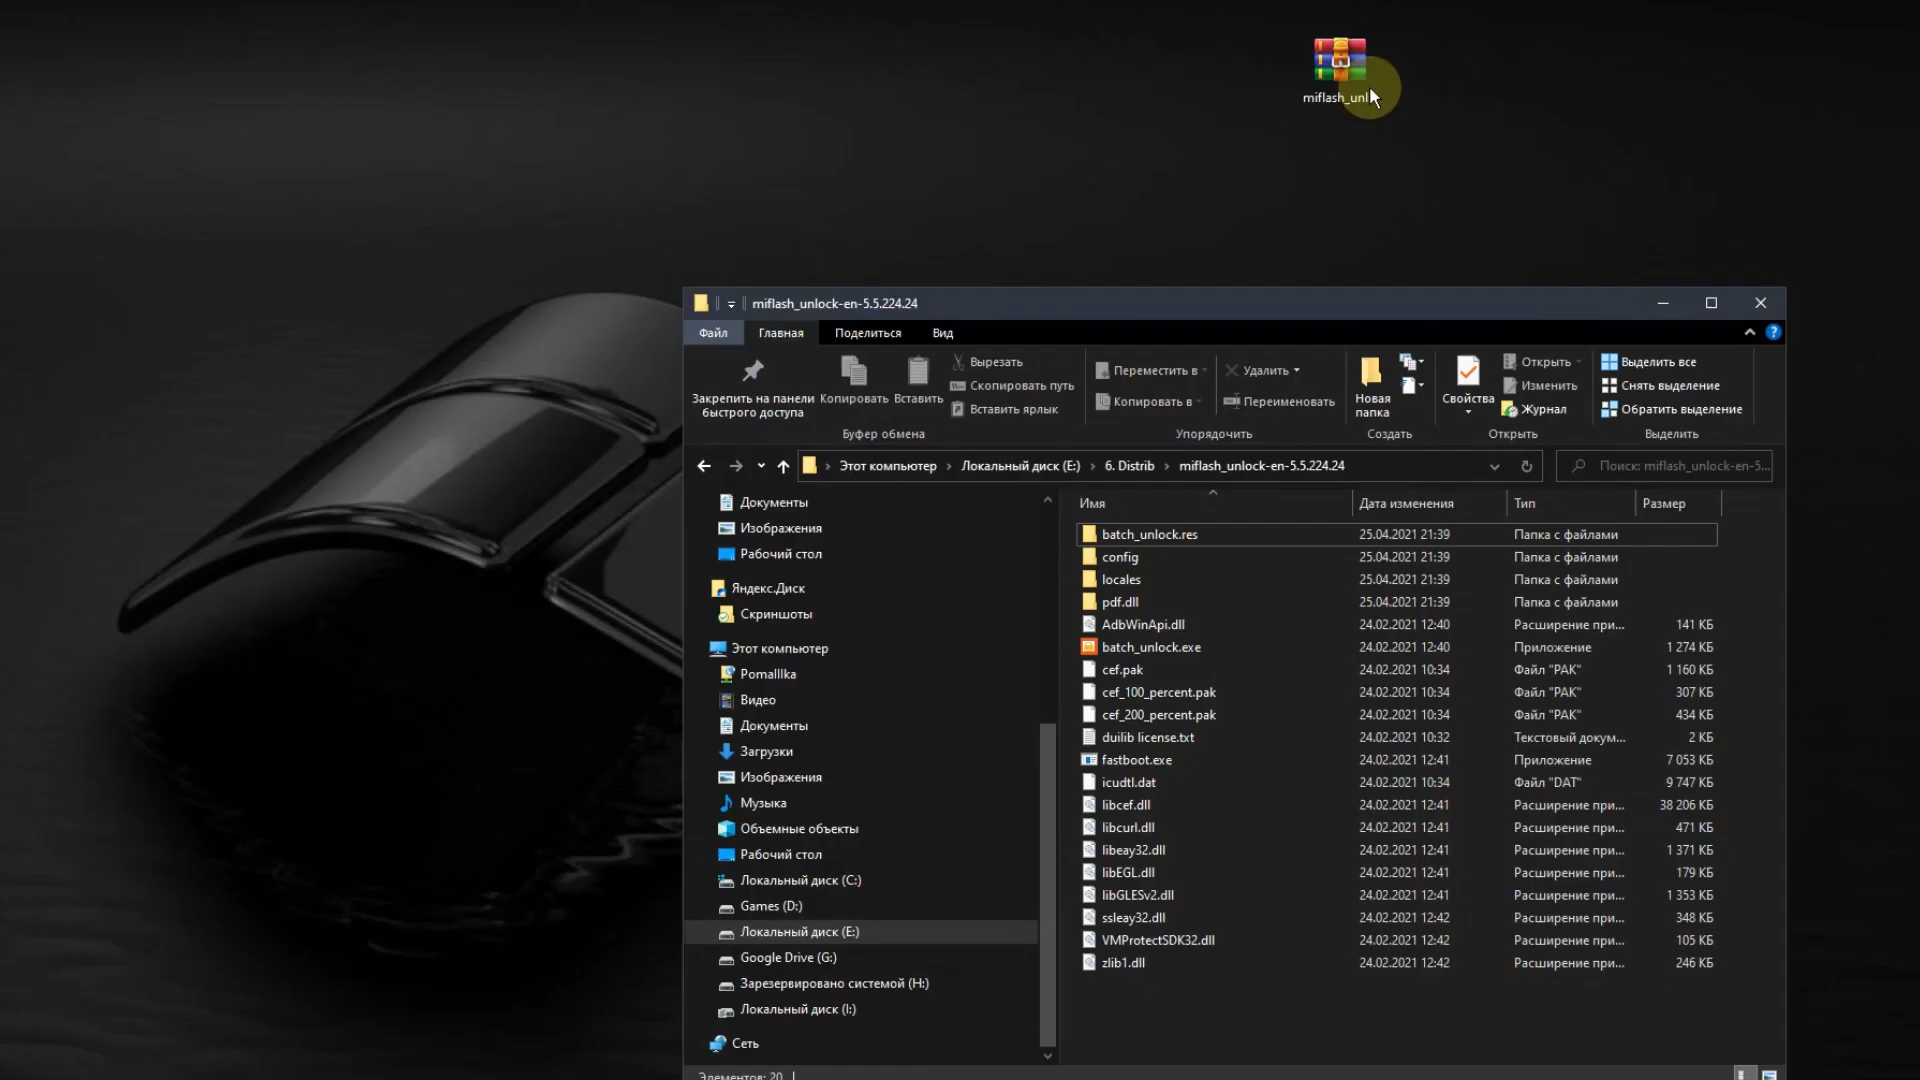 miflash_unl
miflash_unlock-en-5.5.224.24
Файл Главная Поделиться Вид
Закрепить на панели быстрого доступа
Копировать
Вставить
Вырезать
Скопировать путь
Вставить ярлык
Буфер обмена
Переместить в
Копировать в
Удалить
Переименовать
Упорядочить
Новая папка
Создать
Свойства
Открыть
Изменить
Журнал
Открыть
Выделить все
Снять выделение
Обратить выделение
Выделить
Этот компьютер Локальный диск (E:) 6. Distrib miflash_unlock-en-5.5.224.24
Поиск: miflash_unlock-en-5...
Документы
Изображения
Рабочий стол
Яндекс.Диск
Скриншоты
Этот компьютер
Pomalllka
Видео
Документы
Загрузки
Изображения
Музыка
Объемные объекты
Рабочий стол
Локальный диск (C:)
Games (D:)
Локальный диск (E:)
Google Drive (G:)
Зарезервировано системой (H:)
Локальный диск (I:)
Сеть
Имя Дата изменения Тип Размер
batch_unlock.res 25.04.2021 21:39 Папка с файлами
config 25.04.2021 21:39 Папка с файлами
locales 25.04.2021 21:39 Папка с файлами
pdf.dll 25.04.2021 21:39 Папка с файлами
AdbWinApi.dll 24.02.2021 12:40 Расширение при... 141 КБ
batch_unlock.exe 24.02.2021 12:40 Приложение 1 274 КБ
cef.pak 24.02.2021 10:34 Файл "PAK" 1 160 КБ
cef_100_percent.pak 24.02.2021 10:34 Файл "PAK" 307 КБ
cef_200_percent.pak 24.02.2021 10:34 Файл "PAK" 434 КБ
duilib license.txt 24.02.2021 10:32 Текстовый докум... 2 КБ
fastboot.exe 24.02.2021 12:41 Приложение 7 053 КБ
icudtl.dat 24.02.2021 10:34 Файл "DAT" 9 747 КБ
libcef.dll 24.02.2021 12:41 Расширение при... 38 206 КБ
libcurl.dll 24.02.2021 12:41 Расширение при... 471 КБ
libeay32.dll 24.02.2021 12:41 Расширение при... 1 371 КБ
libEGL.dll 24.02.2021 12:41 Расширение при... 179 КБ
libGLESv2.dll 24.02.2021 12:41 Расширение при... 1 353 КБ
ssleay32.dll 24.02.2021 12:42 Расширение при... 348 КБ
VMProtectSDK32.dll 24.02.2021 12:42 Расширение при... 105 КБ
zlib1.dll 24.02.2021 12:42 Расширение при... 246 КБ
Элементов: 20